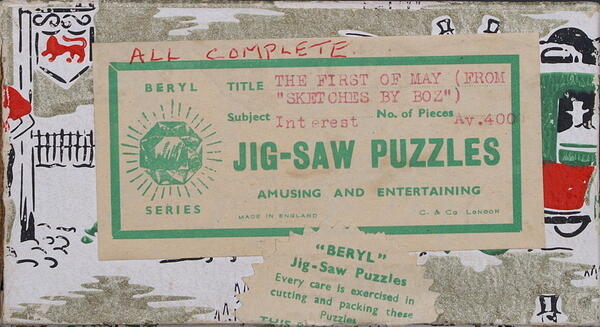 ALL COMPLETE.
BERYL
SERIES
TITLE THE FIRST OF MAY (FROM
"SKETCHES BY BOZ")
Subject Interest No. of Pieces Av.400
JIG-SAW PUZZLES
AMUSING AND ENTERTAINING
MADE IN ENGLAND C. & Co London
"BERYL"
Jig-Saw Puzzles
Every care is exercised in
cutting and packing these
Puzzles